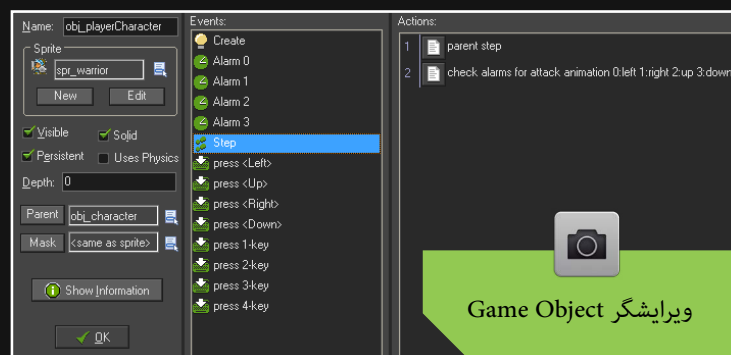 Name: obj_playerCharacter
Sprite
spr_warrior
New Edit
Visible Solid
Persistent Uses Physics
Depth: 0
Parent obj_character
Mask <same as sprite>
Show Information
OK
Events:
Create
Alarm 0
Alarm 1
Alarm 2
Alarm 3
Step
press <Left>
press <Up>
press <Right>
press <Down>
press 1-key
press 2-key
press 3-key
press 4-key
Actions:
1 parent step
2 check alarms for attack animation 0:left 1:right 2:up 3:down
ویرایشگر Game Object